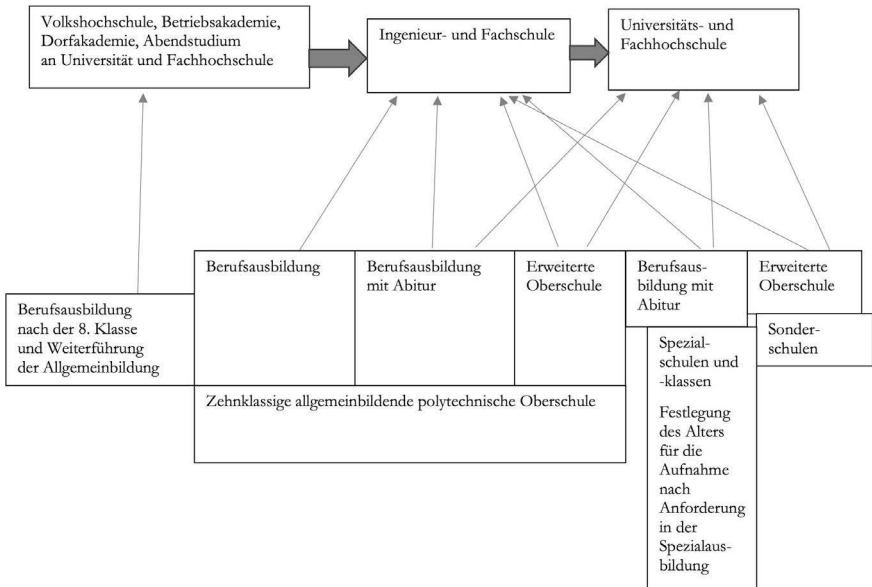 Volkshochschule, Betriebsakademie,
Dorfakademie, Abendstudium
an Universität und Fachhochschule
Ingenieur- und Fachschule
Universitäts- und
Fachhochschule
Berufsausbildung
nach der 8. Klasse
und Weiterführung
der Allgemeinbildung
Berufsausbildung
Berufsausbildung
mit Abitur
Erweiterte
Oberschule
Berufsaus-
bildung mit
Abitur
Erweiterte
Oberschule
Zehnklassige allgemeinbildende polytechnische Oberschule
Spezial-
schulen und
-klassen
Festlegung
des Alters
für die
Aufnahme
nach
Anforderung
in der
Spezialaus-
bildung
Sonder-
schulen